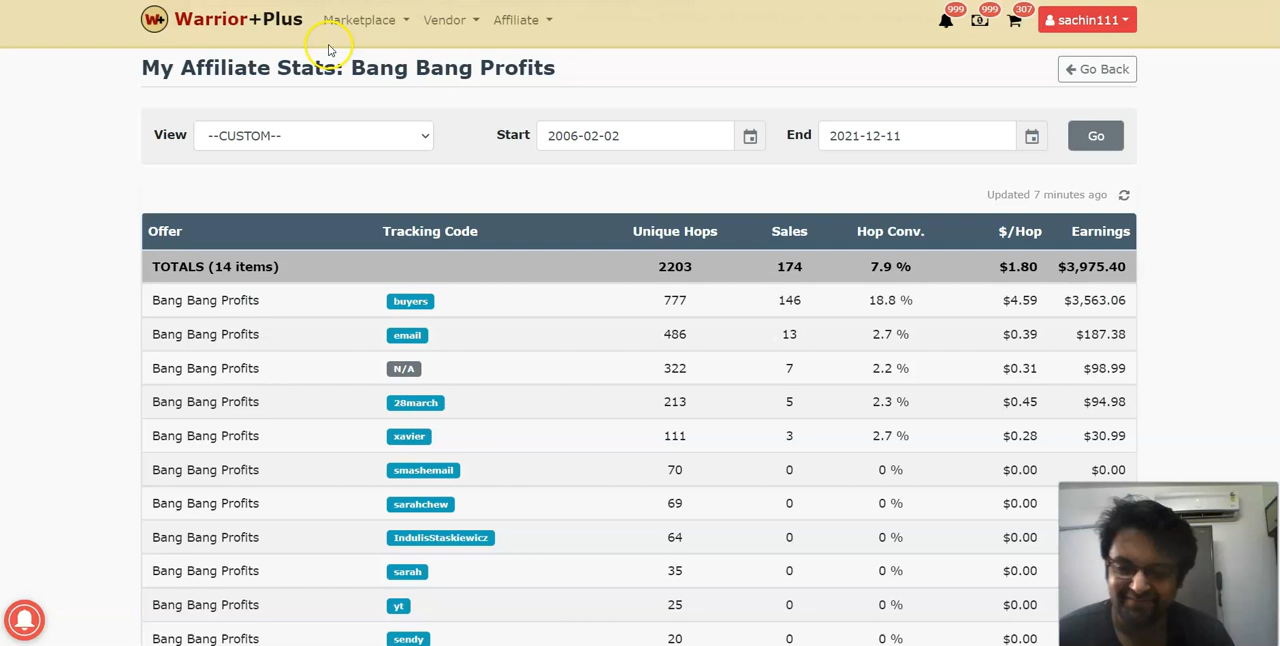 W+ Warrior+Plus Marketplace Vendor Affiliate 999 999 307 sachin111
My Affiliate Stats: Bang Bang Profits Go Back
View --CUSTOM-- Start 2006-02-02 End 2021-12-11 Go
Updated 7 minutes ago
Offer Tracking Code Unique Hops Sales Hop Conv. $/Hop Earnings
TOTALS (14 items) 2203 174 7.9 % $1.80 $3,975.40
Bang Bang Profits buyers 777 146 18.8 % $4.59 $3,563.06
Bang Bang Profits email 486 13 2.7 % $0.39 $187.38
Bang Bang Profits N/A 322 7 2.2 % $0.31 $98.99
Bang Bang Profits 28march 213 5 2.3 % $0.45 $94.98
Bang Bang Profits xavier 111 3 2.7 % $0.28 $30.99
Bang Bang Profits smashemail 70 0 0 % $0.00 $0.00
Bang Bang Profits sarahchew 69 0 0 % $0.00
Bang Bang Profits IndulisStaskiewicz 64 0 0 % $0.00
Bang Bang Profits sarah 35 0 0 % $0.00
Bang Bang Profits yt 25 0 0 % $0.00
Bang Bang Profits sendy 20 0 0 % $0.00